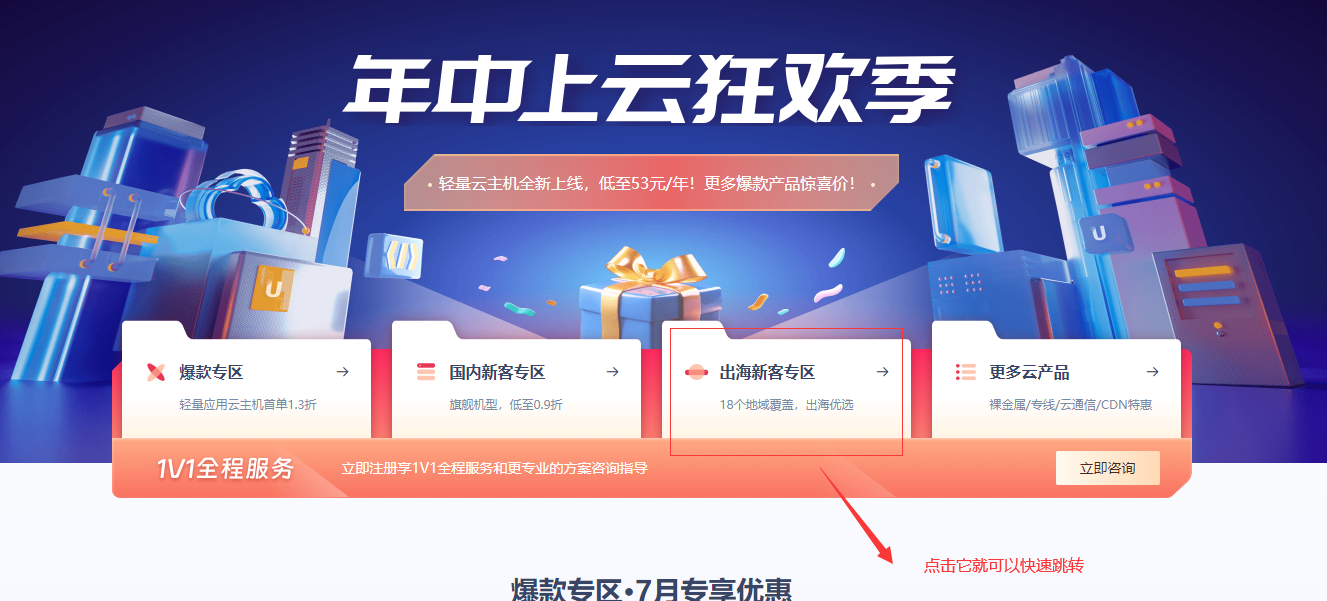 年中上云狂欢季
• 轻量云主机全新上线，低至53元/年！更多爆款产品惊喜价！ •
U
U
爆款专区
轻量应用云主机首单1.3折
国内新客专区
旗舰机型，低至0.9折
出海新客专区
18个地域覆盖，出海优选
更多云产品
裸金属/专线/云通信/CDN特惠
1V1全程服务
立即注册享1V1全程服务和更专业的方案咨询指导
立即咨询
点击它就可以快速跳转
爆款专区•7月专享优惠